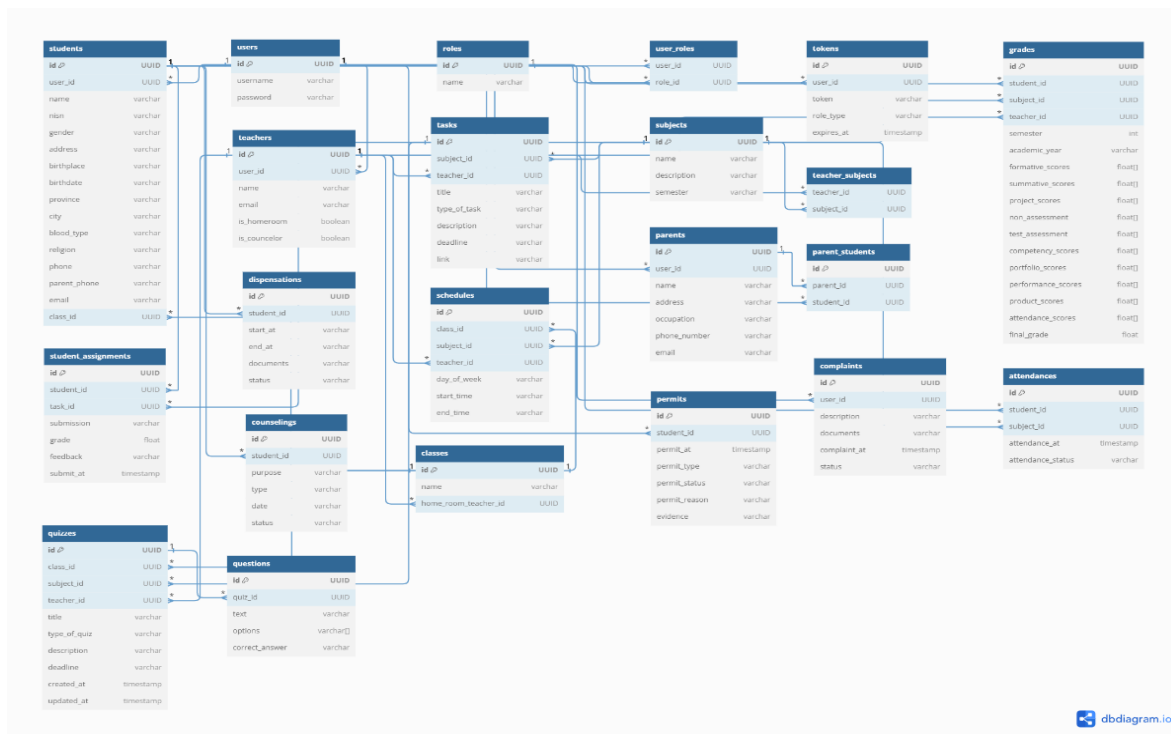 students
id UUID
user_id UUID
name varchar
nisn varchar
gender varchar
address varchar
birthplace varchar
birthdate varchar
province varchar
city varchar
blood_type varchar
religion varchar
phone varchar
parent_phone varchar
email varchar
class_id UUID
student_assignments
id UUID
student_id UUID
task_id UUID
submission varchar
grade float
feedback varchar
submit_at timestamp
quizzes
id UUID
class_id UUID
subject_id UUID
teacher_id UUID
title varchar
type_of_quiz varchar
description varchar
deadline varchar
created_at timestamp
updated_at timestamp
users
id UUID
username varchar
password varchar
teachers
id UUID
user_id UUID
name varchar
email varchar
is_homeroom boolean
is_councelor boolean
dispensations
id UUID
student_id UUID
start_at varchar
end_at varchar
documents varchar
status varchar
counselings
id UUID
student_id UUID
purpose varchar
type varchar
date varchar
status varchar
questions
id UUID
quiz_id UUID
text varchar
options varchar[]
correct_answer varchar
roles
id UUID
name varchar
tasks
id UUID
subject_id UUID
teacher_id UUID
title varchar
type_of_task varchar
description varchar
deadline varchar
link varchar
schedules
id UUID
class_id UUID
subject_id UUID
teacher_id UUID
day_of_week varchar
start_time varchar
end_time varchar
classes
id UUID
name varchar
home_room_teacher_id UUID
user_roles
user_id UUID
role_id UUID
subjects
id UUID
name varchar
description varchar
semester varchar
parents
id UUID
user_id UUID
name varchar
address varchar
occupation varchar
phone_number varchar
email varchar
permits
id UUID
student_id UUID
permit_at timestamp
permit_type varchar
permit_status varchar
permit_reason varchar
evidence varchar
tokens
id UUID
user_id UUID
token varchar
role_type varchar
expires_at timestamp
teacher_subjects
teacher_id UUID
subject_id UUID
parent_students
id UUID
parent_id UUID
student_id UUID
complaints
id UUID
user_id UUID
description varchar
documents varchar
complaint_at timestamp
status varchar
grades
id UUID
student_id UUID
subject_id UUID
teacher_id UUID
semester int
academic_year varchar
formative_scores float[]
summative_scores float[]
project_scores float[]
non_assessment float[]
test_assessment float[]
competency_scores float[]
portfolio_scores float[]
performance_scores float[]
product_scores float[]
attendance_scores float[]
final_grade float
attendances
id UUID
student_id UUID
subject_id UUID
attendance_at timestamp
attendance_status varchar
dbdiagram.io